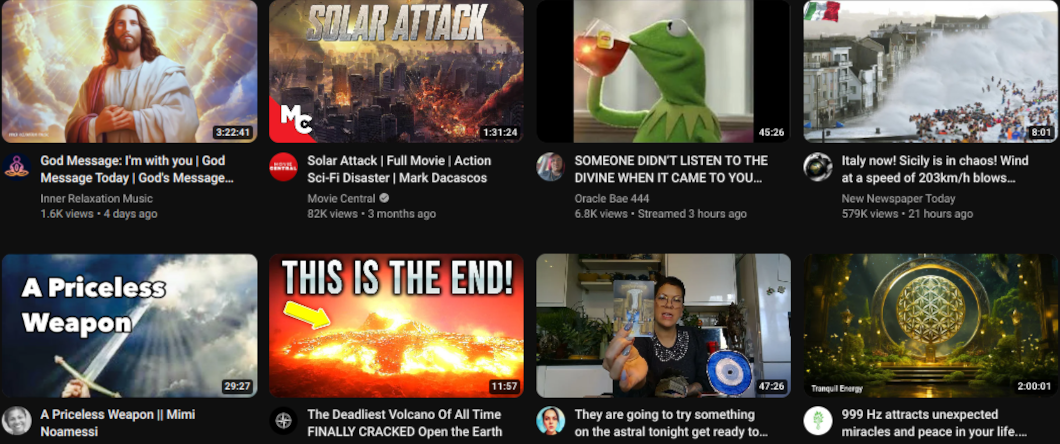 SOLAR ATTACK
MC
3:22:41
1:31:24
45:26
8:01
God Message: I'm with you | God
Message Today | God's Message...
Inner Relaxation Music
1.6K views • 4 days ago
Solar Attack | Full Movie | Action
Sci-Fi Disaster | Mark Dacascos
Movie Central
82K views • 3 months ago
SOMEONE DIDN'T LISTEN TO THE
DIVINE WHEN IT CAME TO YOU...
Oracle Bae 444
6.8K views • Streamed 3 hours ago
Italy now! Sicily is in chaos! Wind
at a speed of 203km/h blows...
New Newspaper Today
579K views • 21 hours ago
A Priceless
Weapon
29:27
THIS IS THE END!
11:57
47:26
Tranquil Energy
2:00:01
A Priceless Weapon || Mimi
Noamessi
The Deadliest Volcano Of All Time
FINALLY CRACKED Open the Earth
They are going to try something
on the astral tonight get ready to...
999 Hz attracts unexpected
miracles and peace in your life....